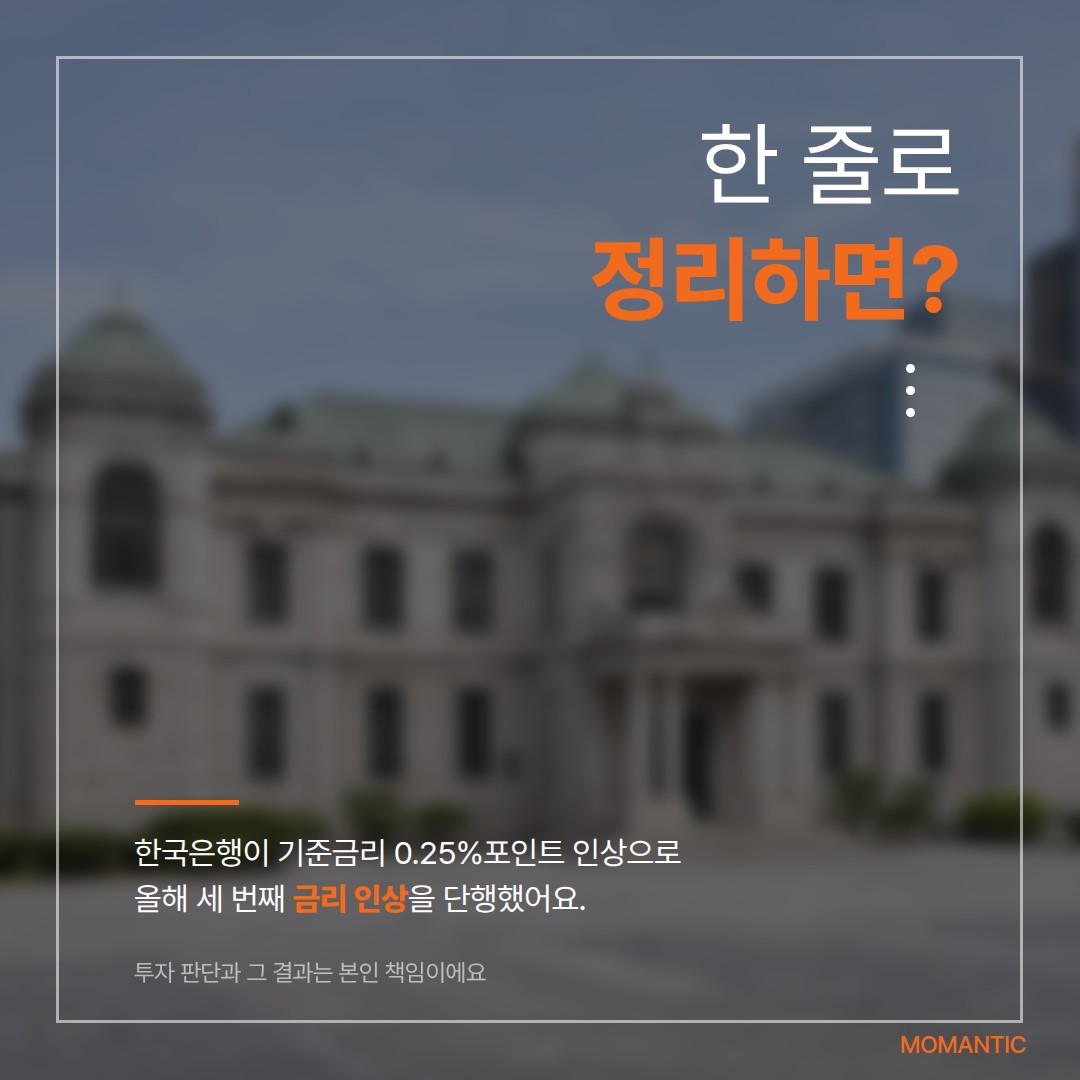 한 줄로
정리하면?
한국은행이 기준금리 0.25%포인트 인상으로
올해 세 번째 금리 인상을 단행했어요.
투자 판단과 그 결과는 본인 책임이에요
MOMANTIC